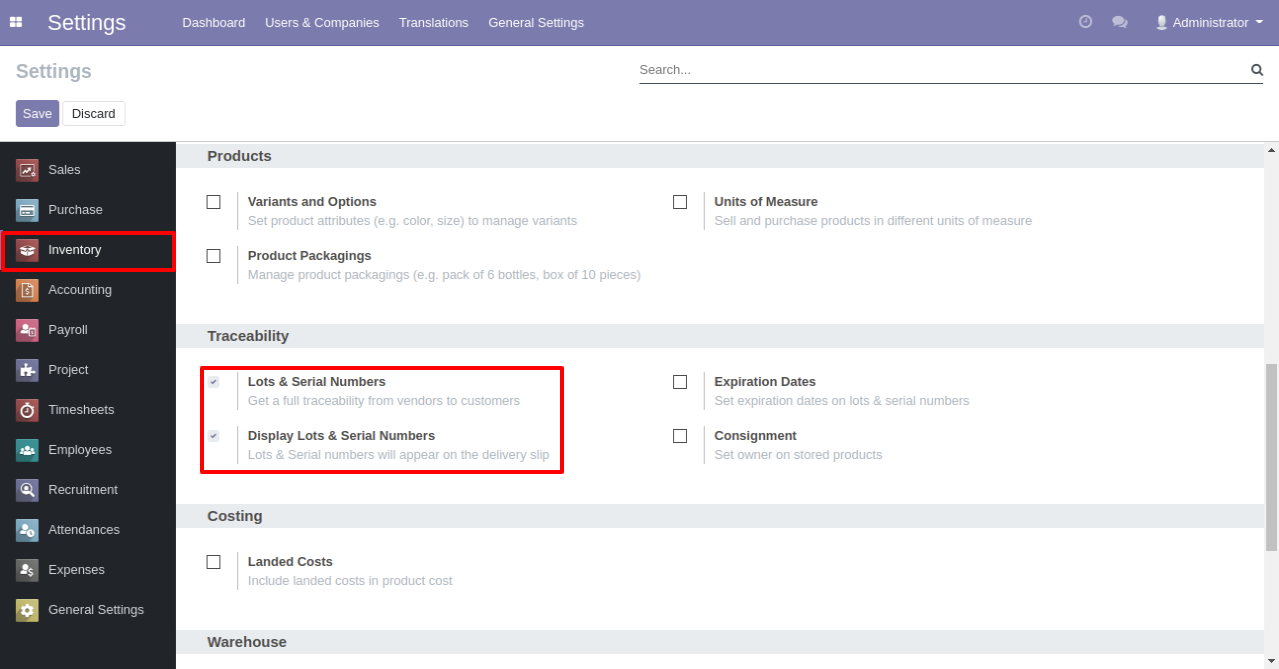 Settings Dashboard Users & Companies Translations General Settings Administrator
Settings
Search...
Save Discard
Sales
Purchase
Inventory
Accounting
Payroll
Project
Timesheets
Employees
Recruitment
Attendances
Expenses
General Settings
Products
Variants and Options
Set product attributes (e.g. color, size) to manage variants
Units of Measure
Sell and purchase products in different units of measure
Product Packagings
Manage product packagings (e.g. pack of 6 bottles, box of 10 pieces)
Traceability
Lots & Serial Numbers
Get a full traceability from vendors to customers
Expiration Dates
Set expiration dates on lots & serial numbers
Display Lots & Serial Numbers
Lots & Serial numbers will appear on the delivery slip
Consignment
Set owner on stored products
Costing
Landed Costs
Include landed costs in product cost
Warehouse